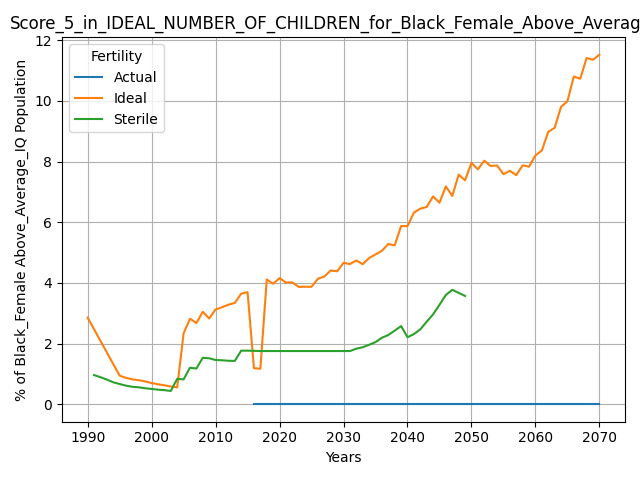 Score_5_in_IDEAL_NUMBER_OF_CHILDREN_for_Black_Female_Above_Averag
Fertility
Actual
Ideal
Sterile
% of Black_Female Above_Average_IQ Population
12
10
8
6
4
2
0
1990 2000 2010 2020 2030 2040 2050 2060 2070
Years